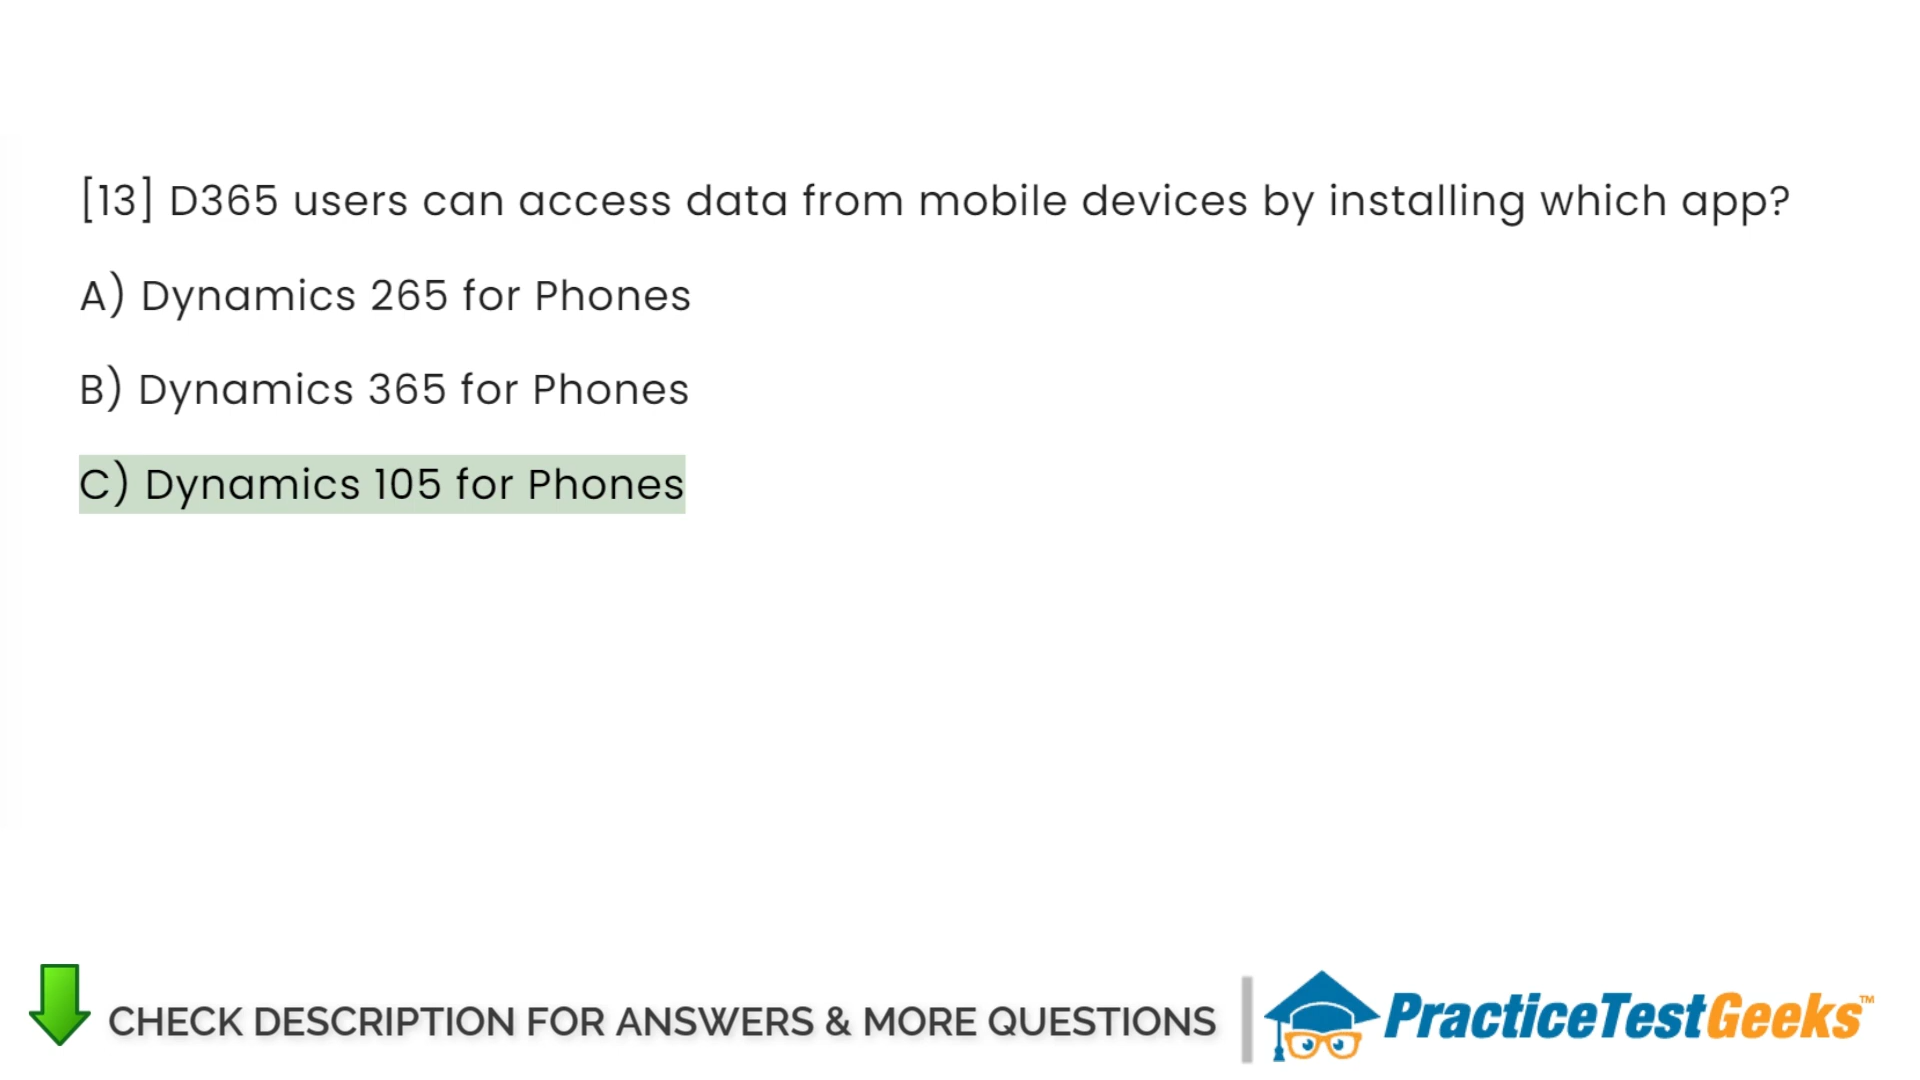 [13] D365 users can access data from mobile devices by installing which app?
A) Dynamics 265 for Phones
B) Dynamics 365 for Phones
C) Dynamics 105 for Phones
CHECK DESCRIPTION FOR ANSWERS & MORE QUESTIONS
PracticeTestGeeks™